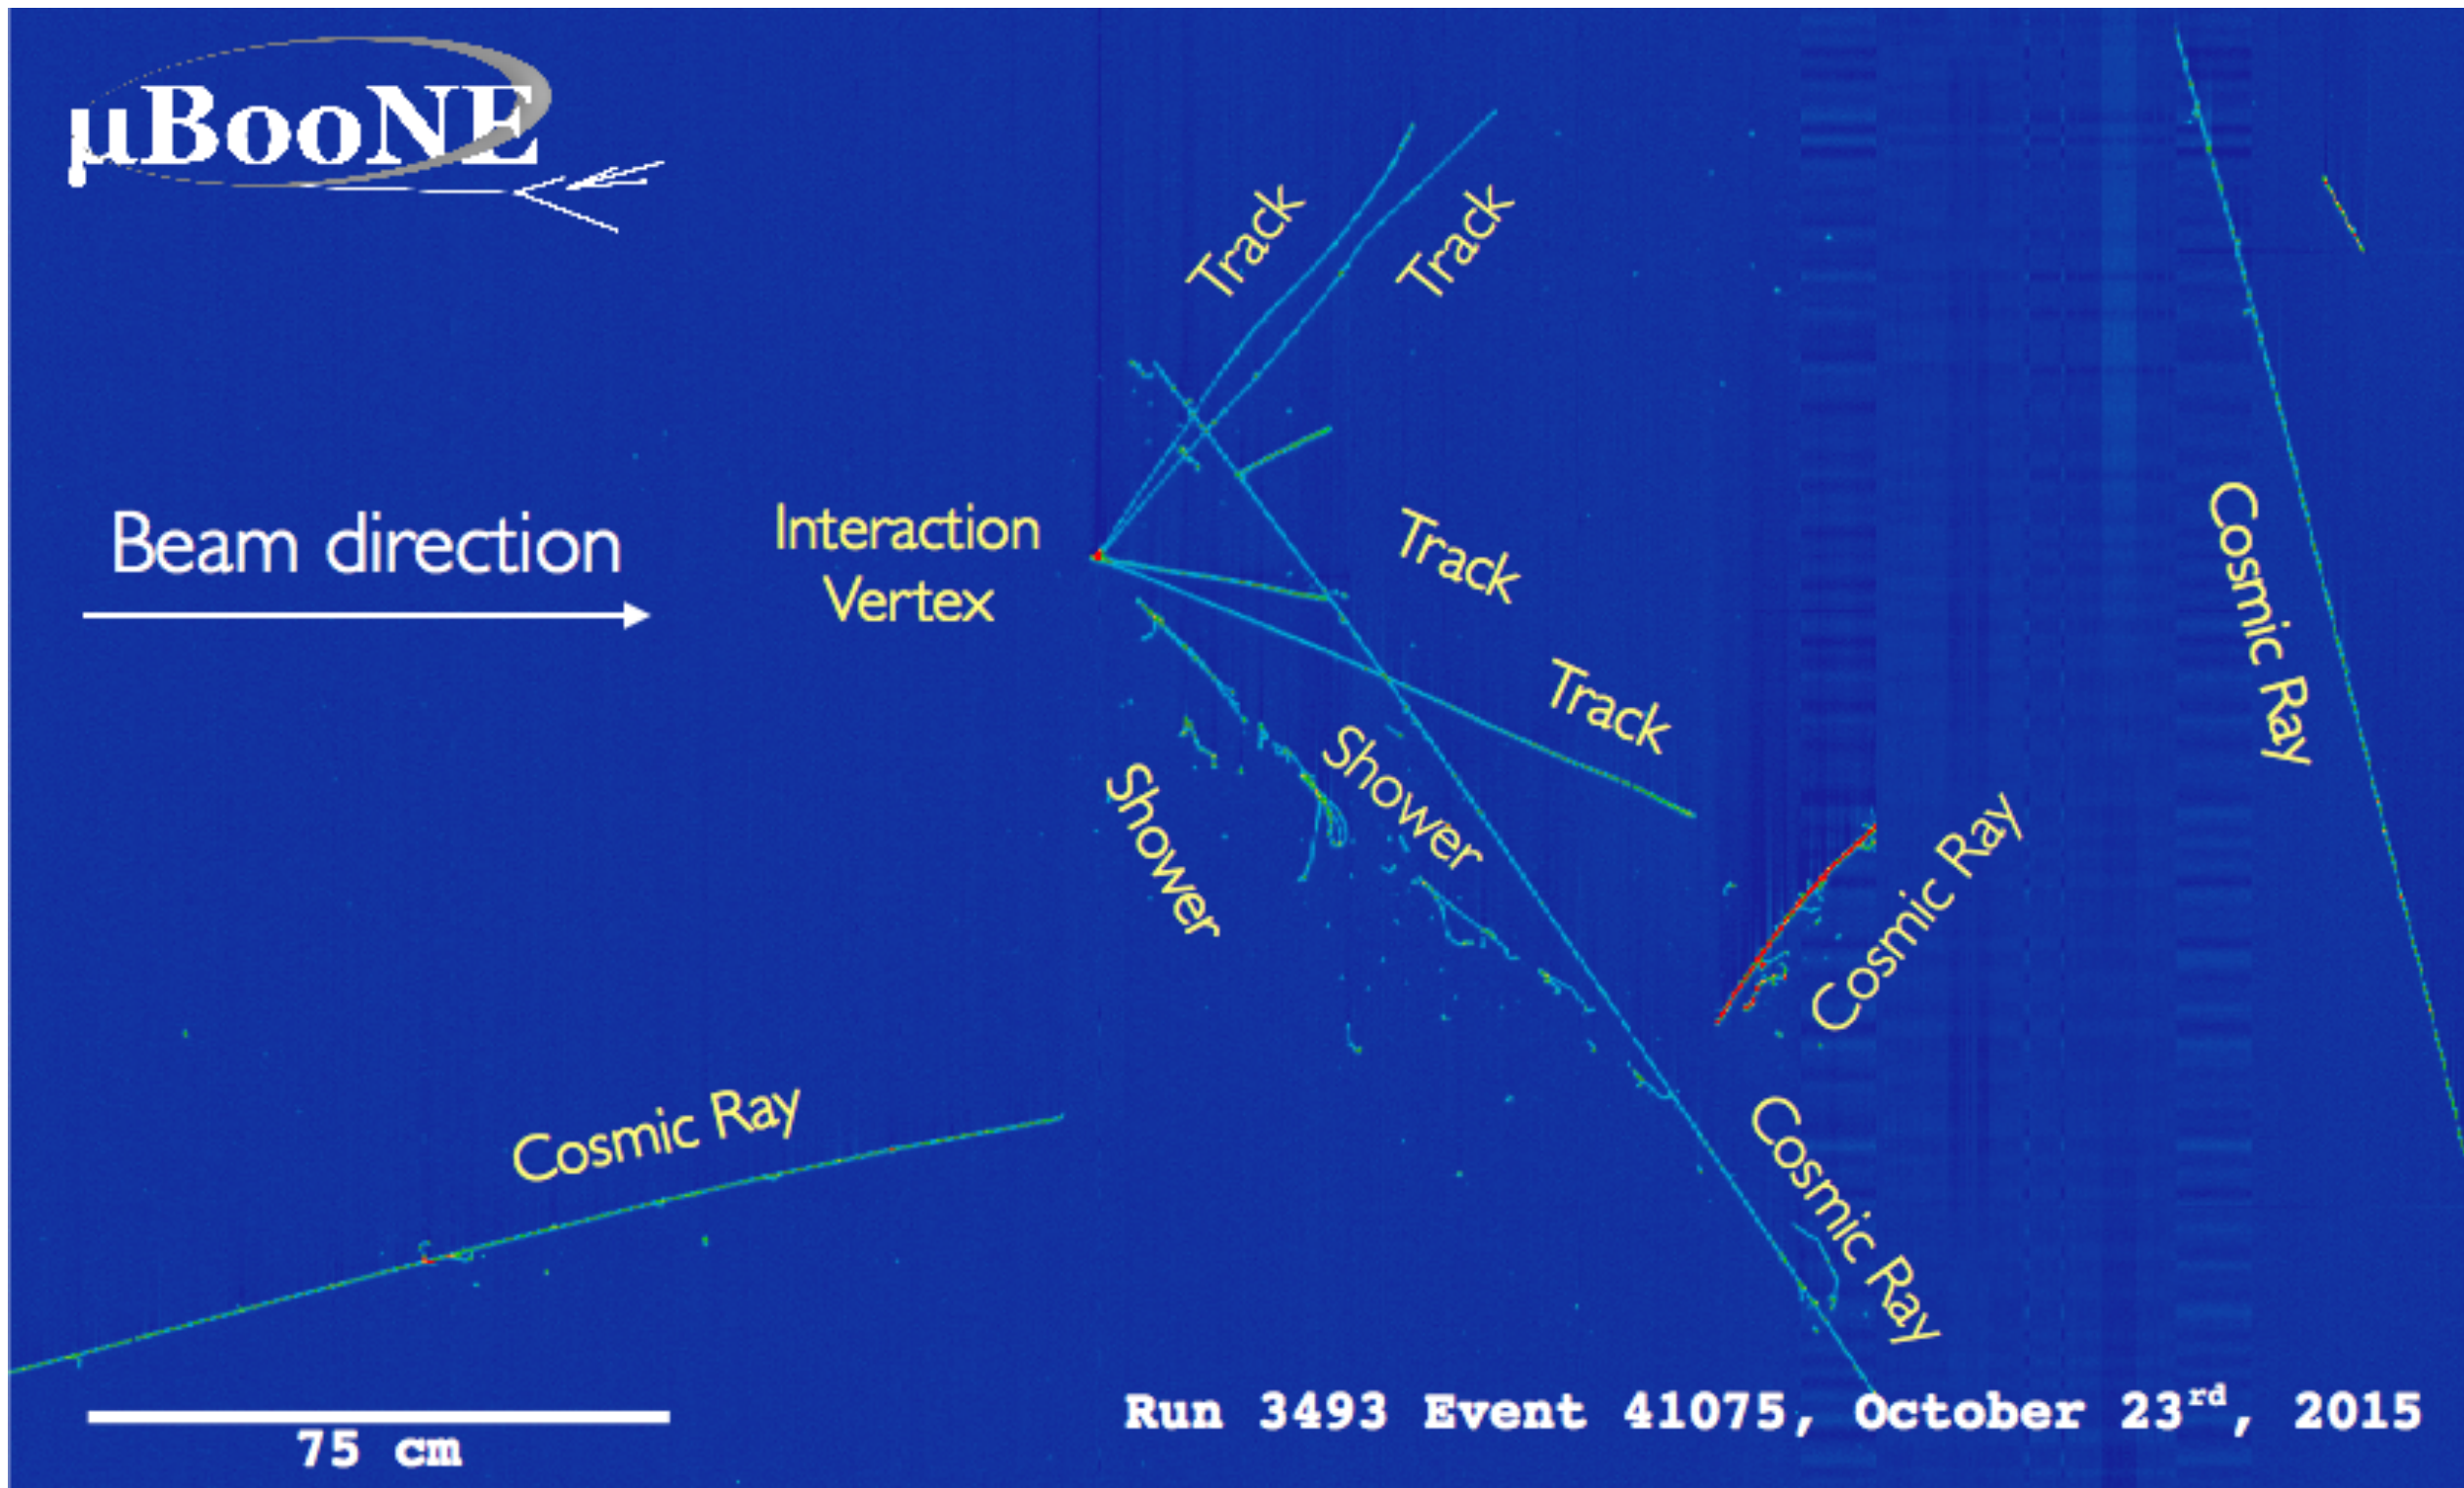 µBooNE
Track
Track
Beam direction
Interaction
Vertex
Track
Track
Cosmic Ray
Shower
Shower
Cosmic Ray
Cosmic Ray
Cosmic Ray
75 cm
Run 3493 Event 41075, October 23rd, 2015